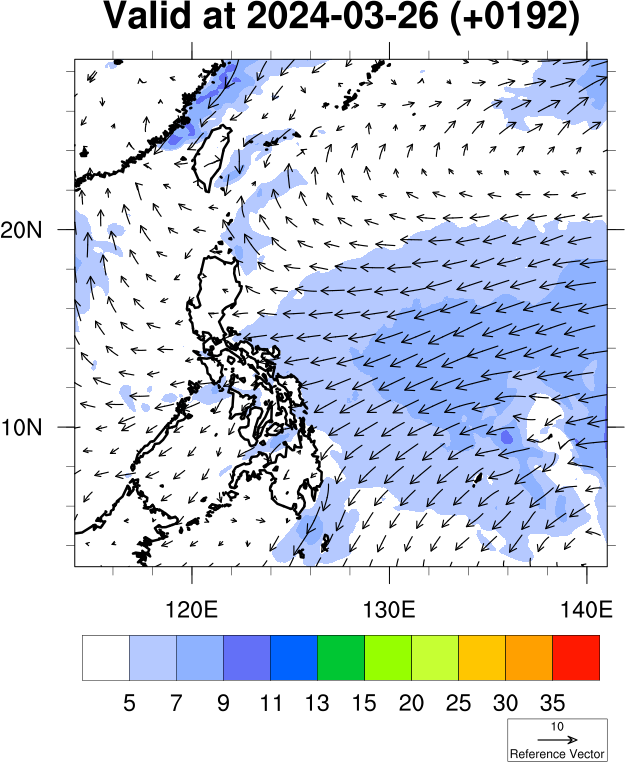 Valid at 2024-03-26 (+0192)
20N
10N
120E 130E 140E
5 7 9 11 13 15 20 25 30 35
10
Reference Vector